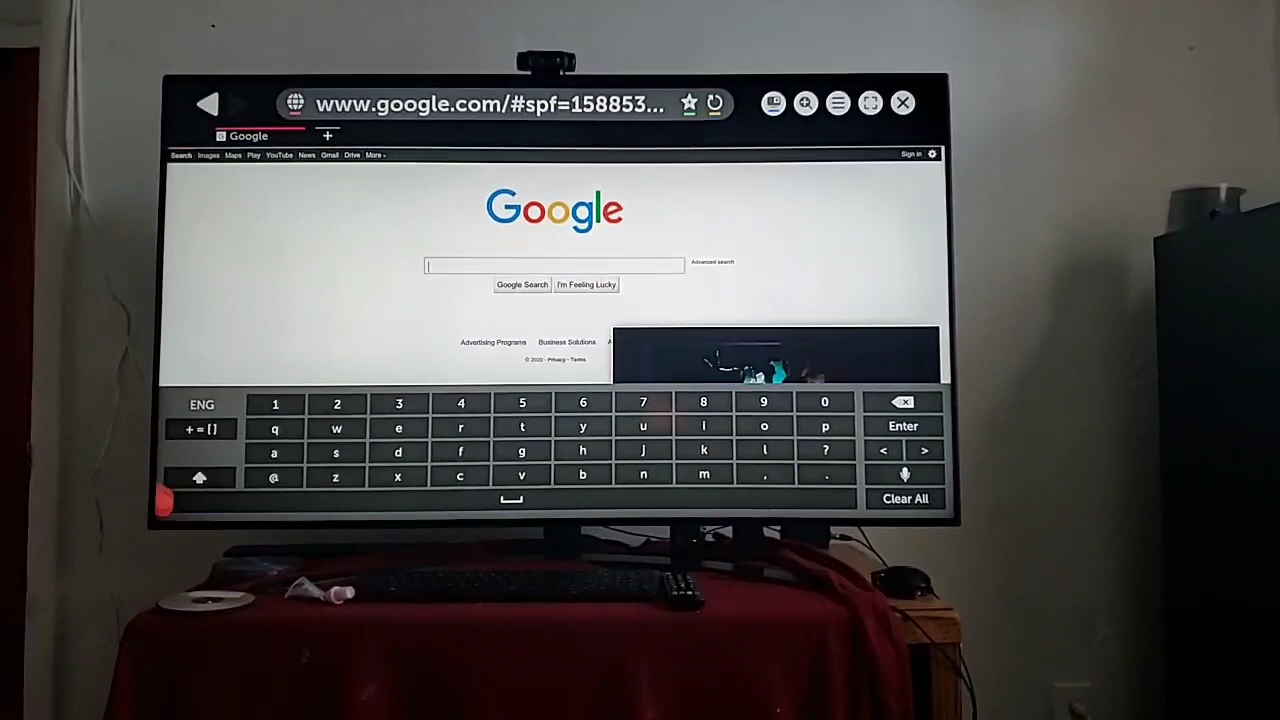 www.google.com/#spf=158853...
Google
+
Search Images Maps Play YouTube News Gmail Drive More
Sign in
Google
Advanced search
Google Search I'm Feeling Lucky
Advertising Programs Business Solutions A
© 2020 - Privacy - Terms
ENG 1 2 3 4 5 6 7 8 9 0
+ = [ ] q w e r t y u i o p Enter
a s d f g h j k l ? < >
@ z x c v b n m , .
Clear All